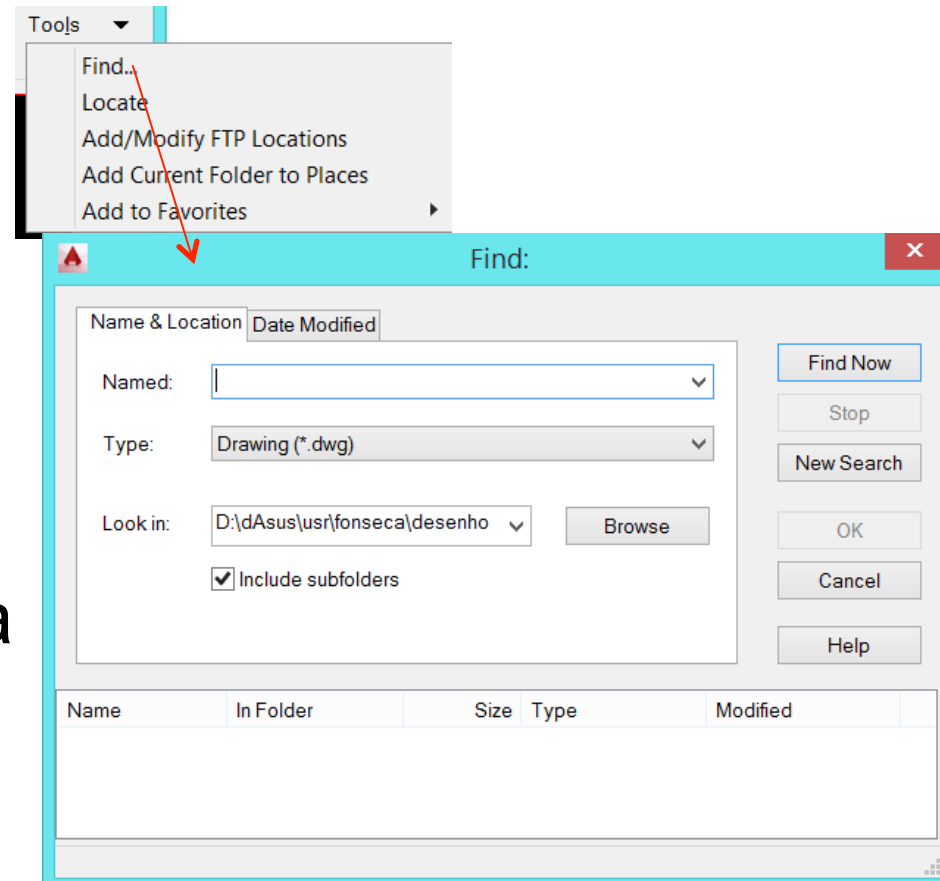 Tools
Find...
Locate
Add/Modify FTP Locations
Add Current Folder to Places
Add to Favorites
Find:
Name & Location Date Modified
Named:
Find Now
Stop
Type: Drawing (*.dwg)
New Search
Look in: D:\dAsus\usr\fonseca\desenho Browse
OK
Include subfolders
Cancel
a
Help
Name In Folder Size Type Modified